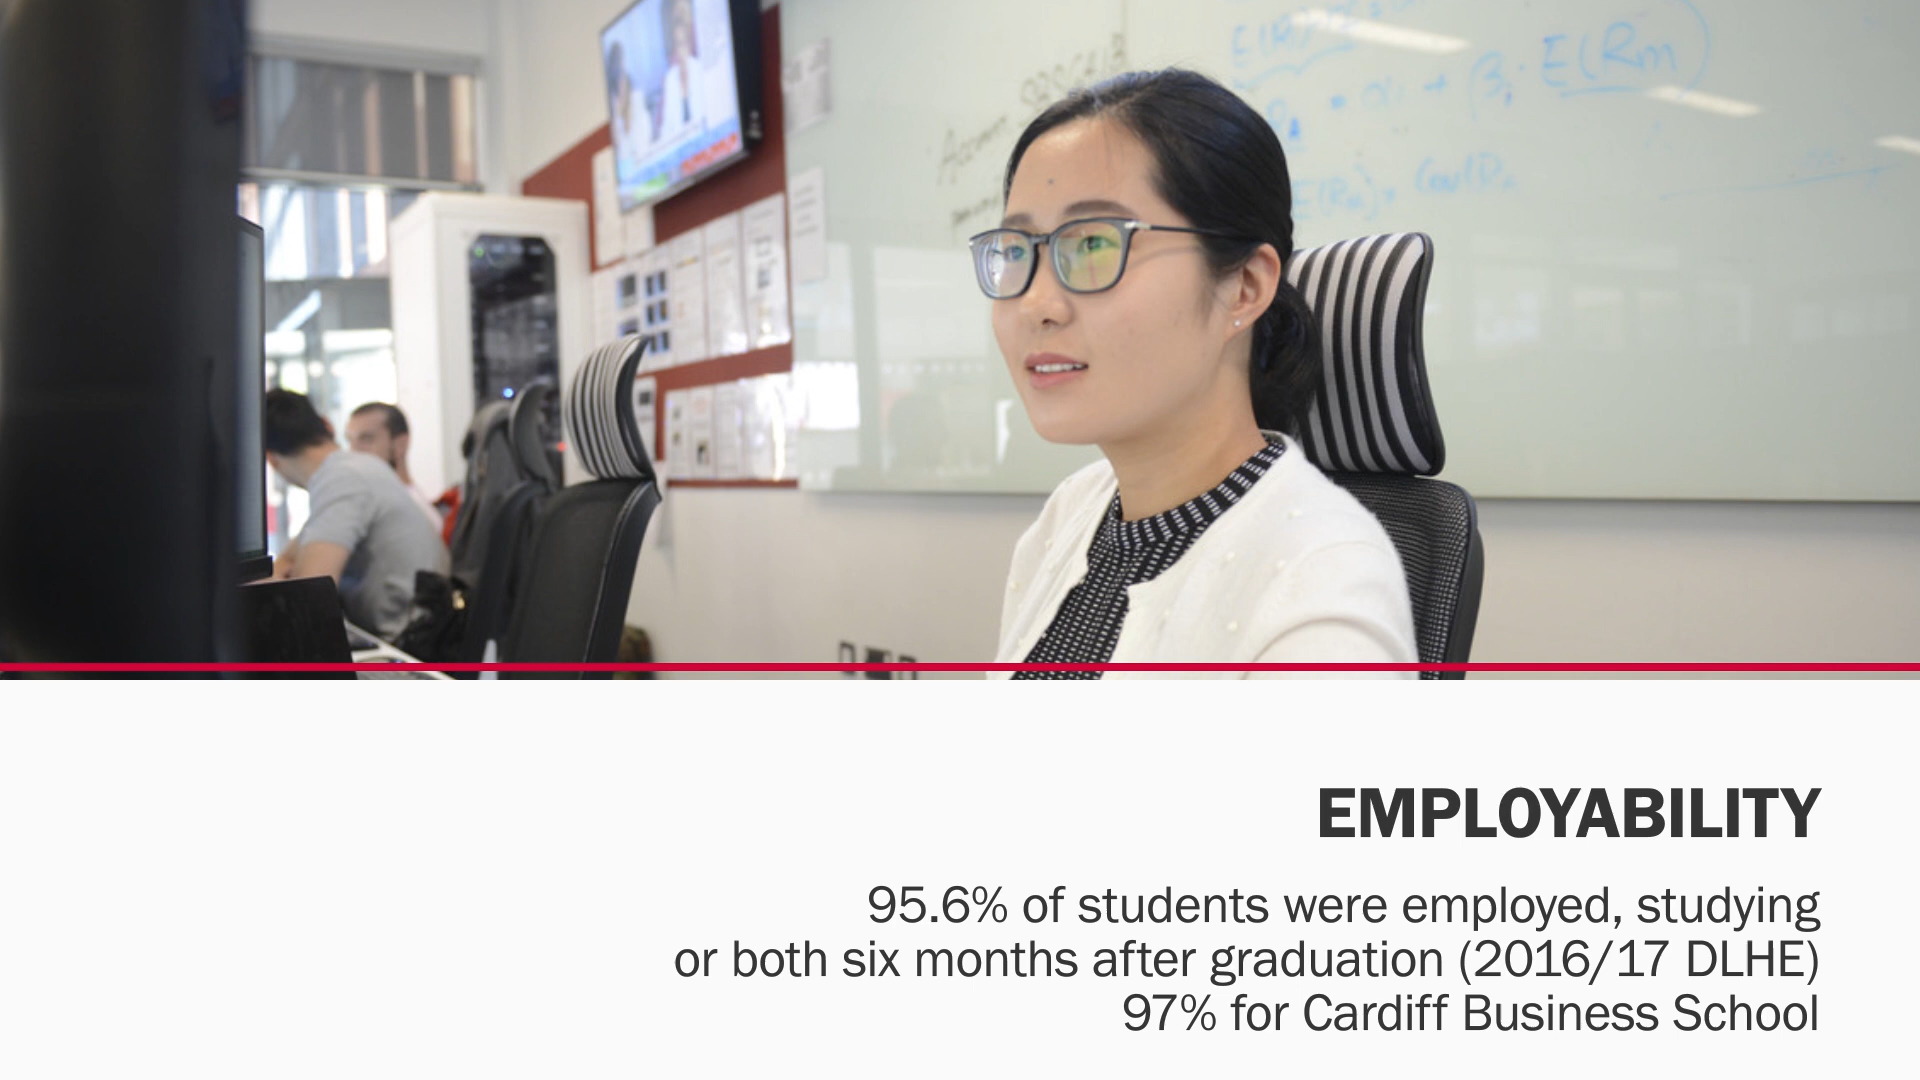 E(Rm)
EMPLOYABILITY
95.6% of students were employed, studying
or both six months after graduation (2016/17 DLHE)
97% for Cardiff Business School